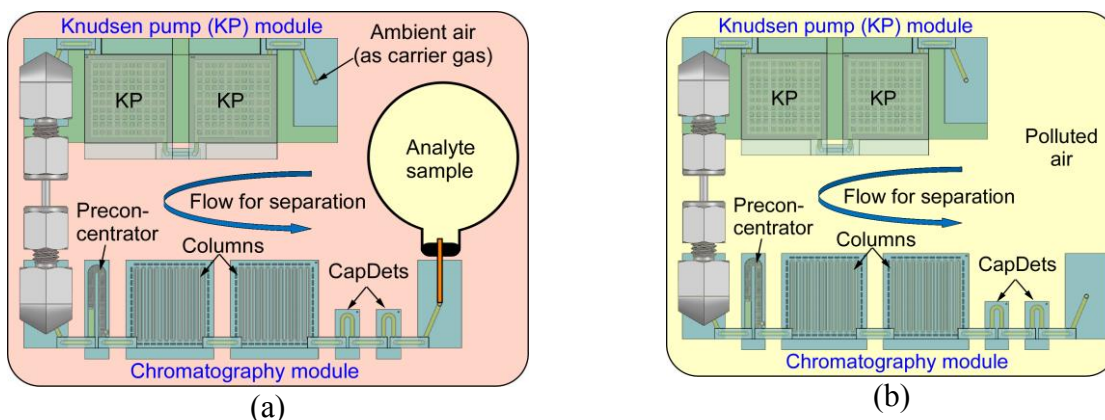 Knudsen pump (KP) module
Ambient air
(as carrier gas)
KP
KP
Analyte
sample
Flow for separation
Precon-
centrator
Columns
CapDets
Chromatography module
(a)
Knudsen pump (KP) module
KP
KP
Polluted
air
Flow for separation
Precon-
centrator
Columns
CapDets
Chromatography module
(b)